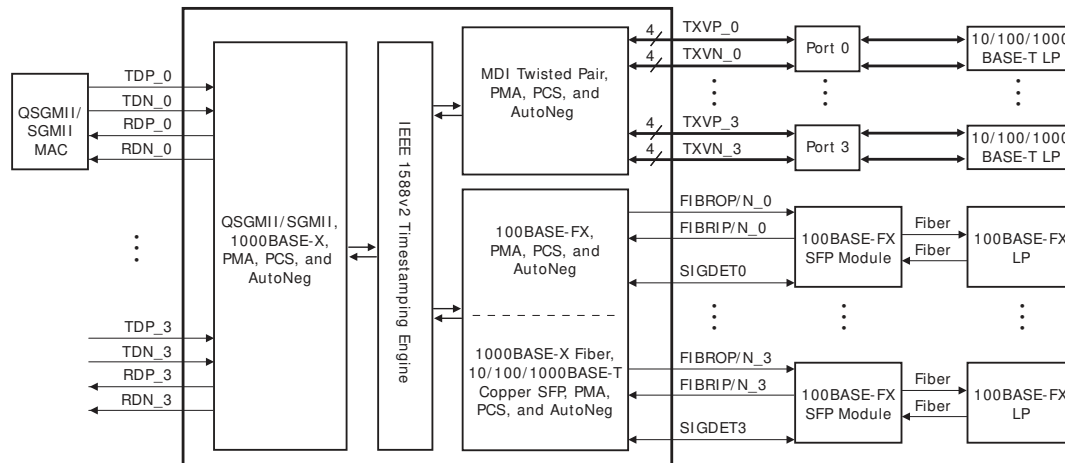 QSGMII/
SGMII
MAC
TDP_0
TDN_0
RDP_0
RDN_0
TDP_3
TDN_3
RDP_3
RDN_3
QSGMII/SGMII,
1000BASE-X,
PMA, PCS, and
AutoNeg
IEEE 1588v2 Timestamping Engine
MDI Twisted Pair,
PMA, PCS, and
AutoNeg
100BASE-FX,
PMA, PCS, and
AutoNeg
1000BASE-X Fiber,
10/100/1000BASE-T
Copper SFP, PMA,
PCS, and AutoNeg
4 TXVP_0
4 TXVN_0
4 TXVP_3
4 TXVN_3
Port 0
Port 3
10/100/1000
BASE-T LP
10/100/1000
BASE-T LP
FIBROP/N_0
FIBRIP/N_0
SIGDET0
100BASE-FX
SFP Module
Fiber
Fiber
100BASE-FX
LP
FIBROP/N_3
FIBRIP/N_3
SIGDET3
100BASE-FX
SFP Module
Fiber
Fiber
100BASE-FX
LP